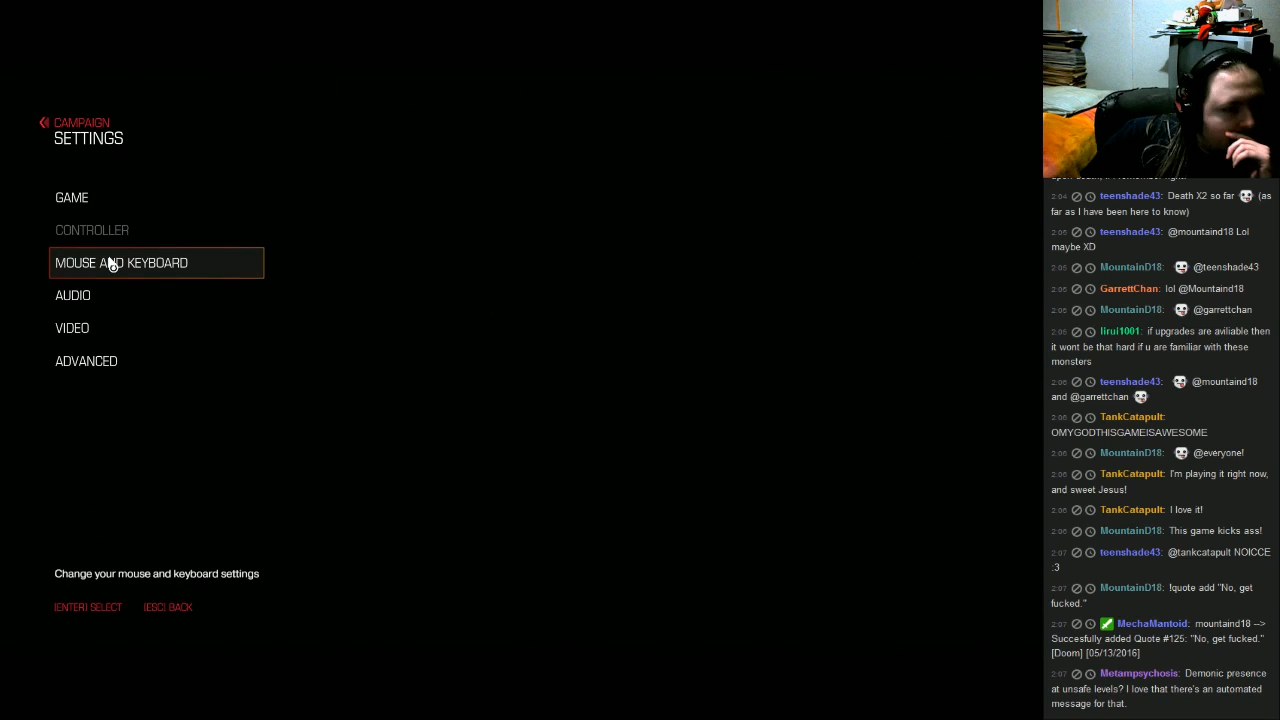 CAMPAIGN
SETTINGS
GAME
CONTROLLER
MOUSE AND KEYBOARD
AUDIO
VIDEO
ADVANCED
Change your mouse and keyboard settings
[ENTER] SELECT [ESC] BACK
2:04 teenshade43: Death X2 so far (as
far as I have been here to know)
2:05 teenshade43: @mountaind18 Lol
maybe XD
2:05 MountainD18: @teenshade43
2:05 GarrettChan: lol @Mountaind18
2:05 MountainD18: @garrettchan
2:05 lirui1001: if upgrades are aviliable then
it wont be that hard if u are familiar with these
monsters
2:06 teenshade43: @mountaind18
and @garrettchan
2:06 TankCatapult:
OMYGODTHISGAMEISAWESOME
2:06 MountainD18: @everyone!
2:06 TankCatapult: I'm playing it right now,
and sweet Jesus!
2:06 TankCatapult: I love it!
2:06 MountainD18: This game kicks ass!
2:07 teenshade43: @tankcatapult NOICCE
:3
2:07 MountainD18: !quote add "No, get
fucked."
2:07 MechaMantoid: mountaind18 -->
Succesfully added Quote #125: "No, get fucked."
[Doom] [05/13/2016]
2:07 Metampsychosis: Demonic presence
at unsafe levels? I love that there's an automated
message for that.